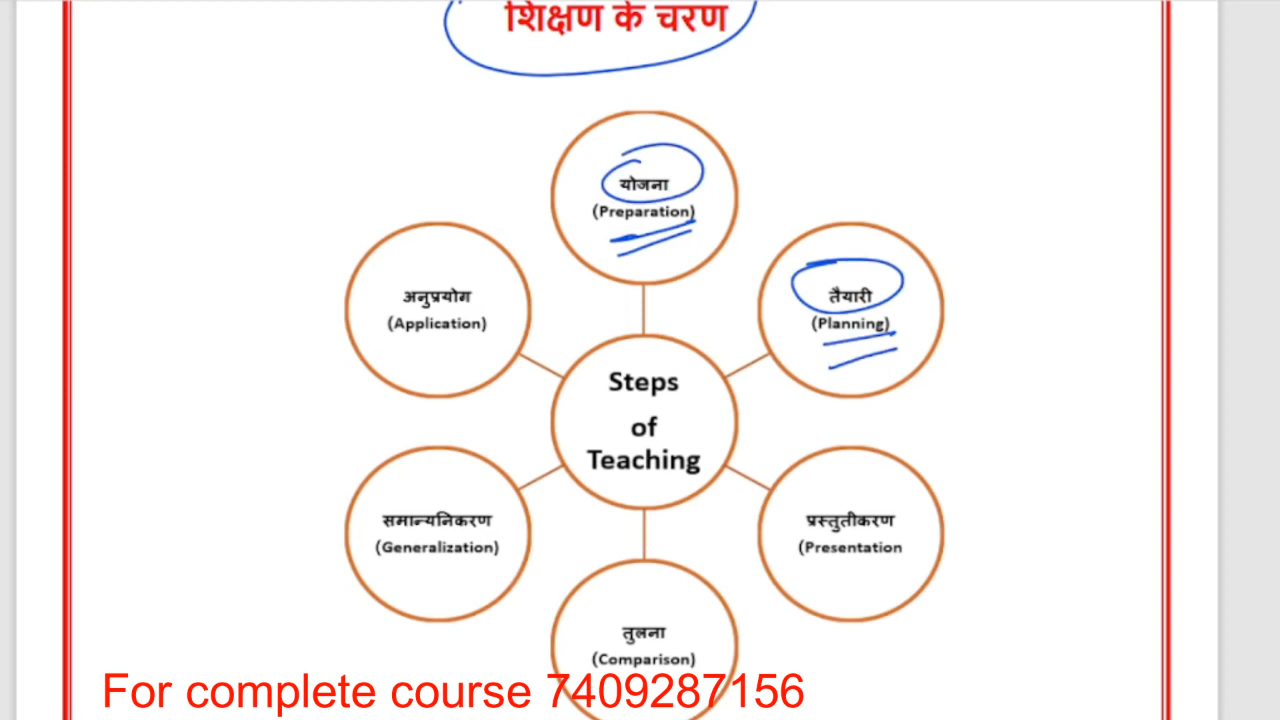 शिक्षण के चरण
योजना
(Preparation)
तैयारी
(Planning)
अनुप्रयोग
(Application)
Steps
of
Teaching
समान्यनिकरण
(Generalization)
प्रस्तुतीकरण
(Presentation
तुलना
(Comparison)
For complete course 7409287156